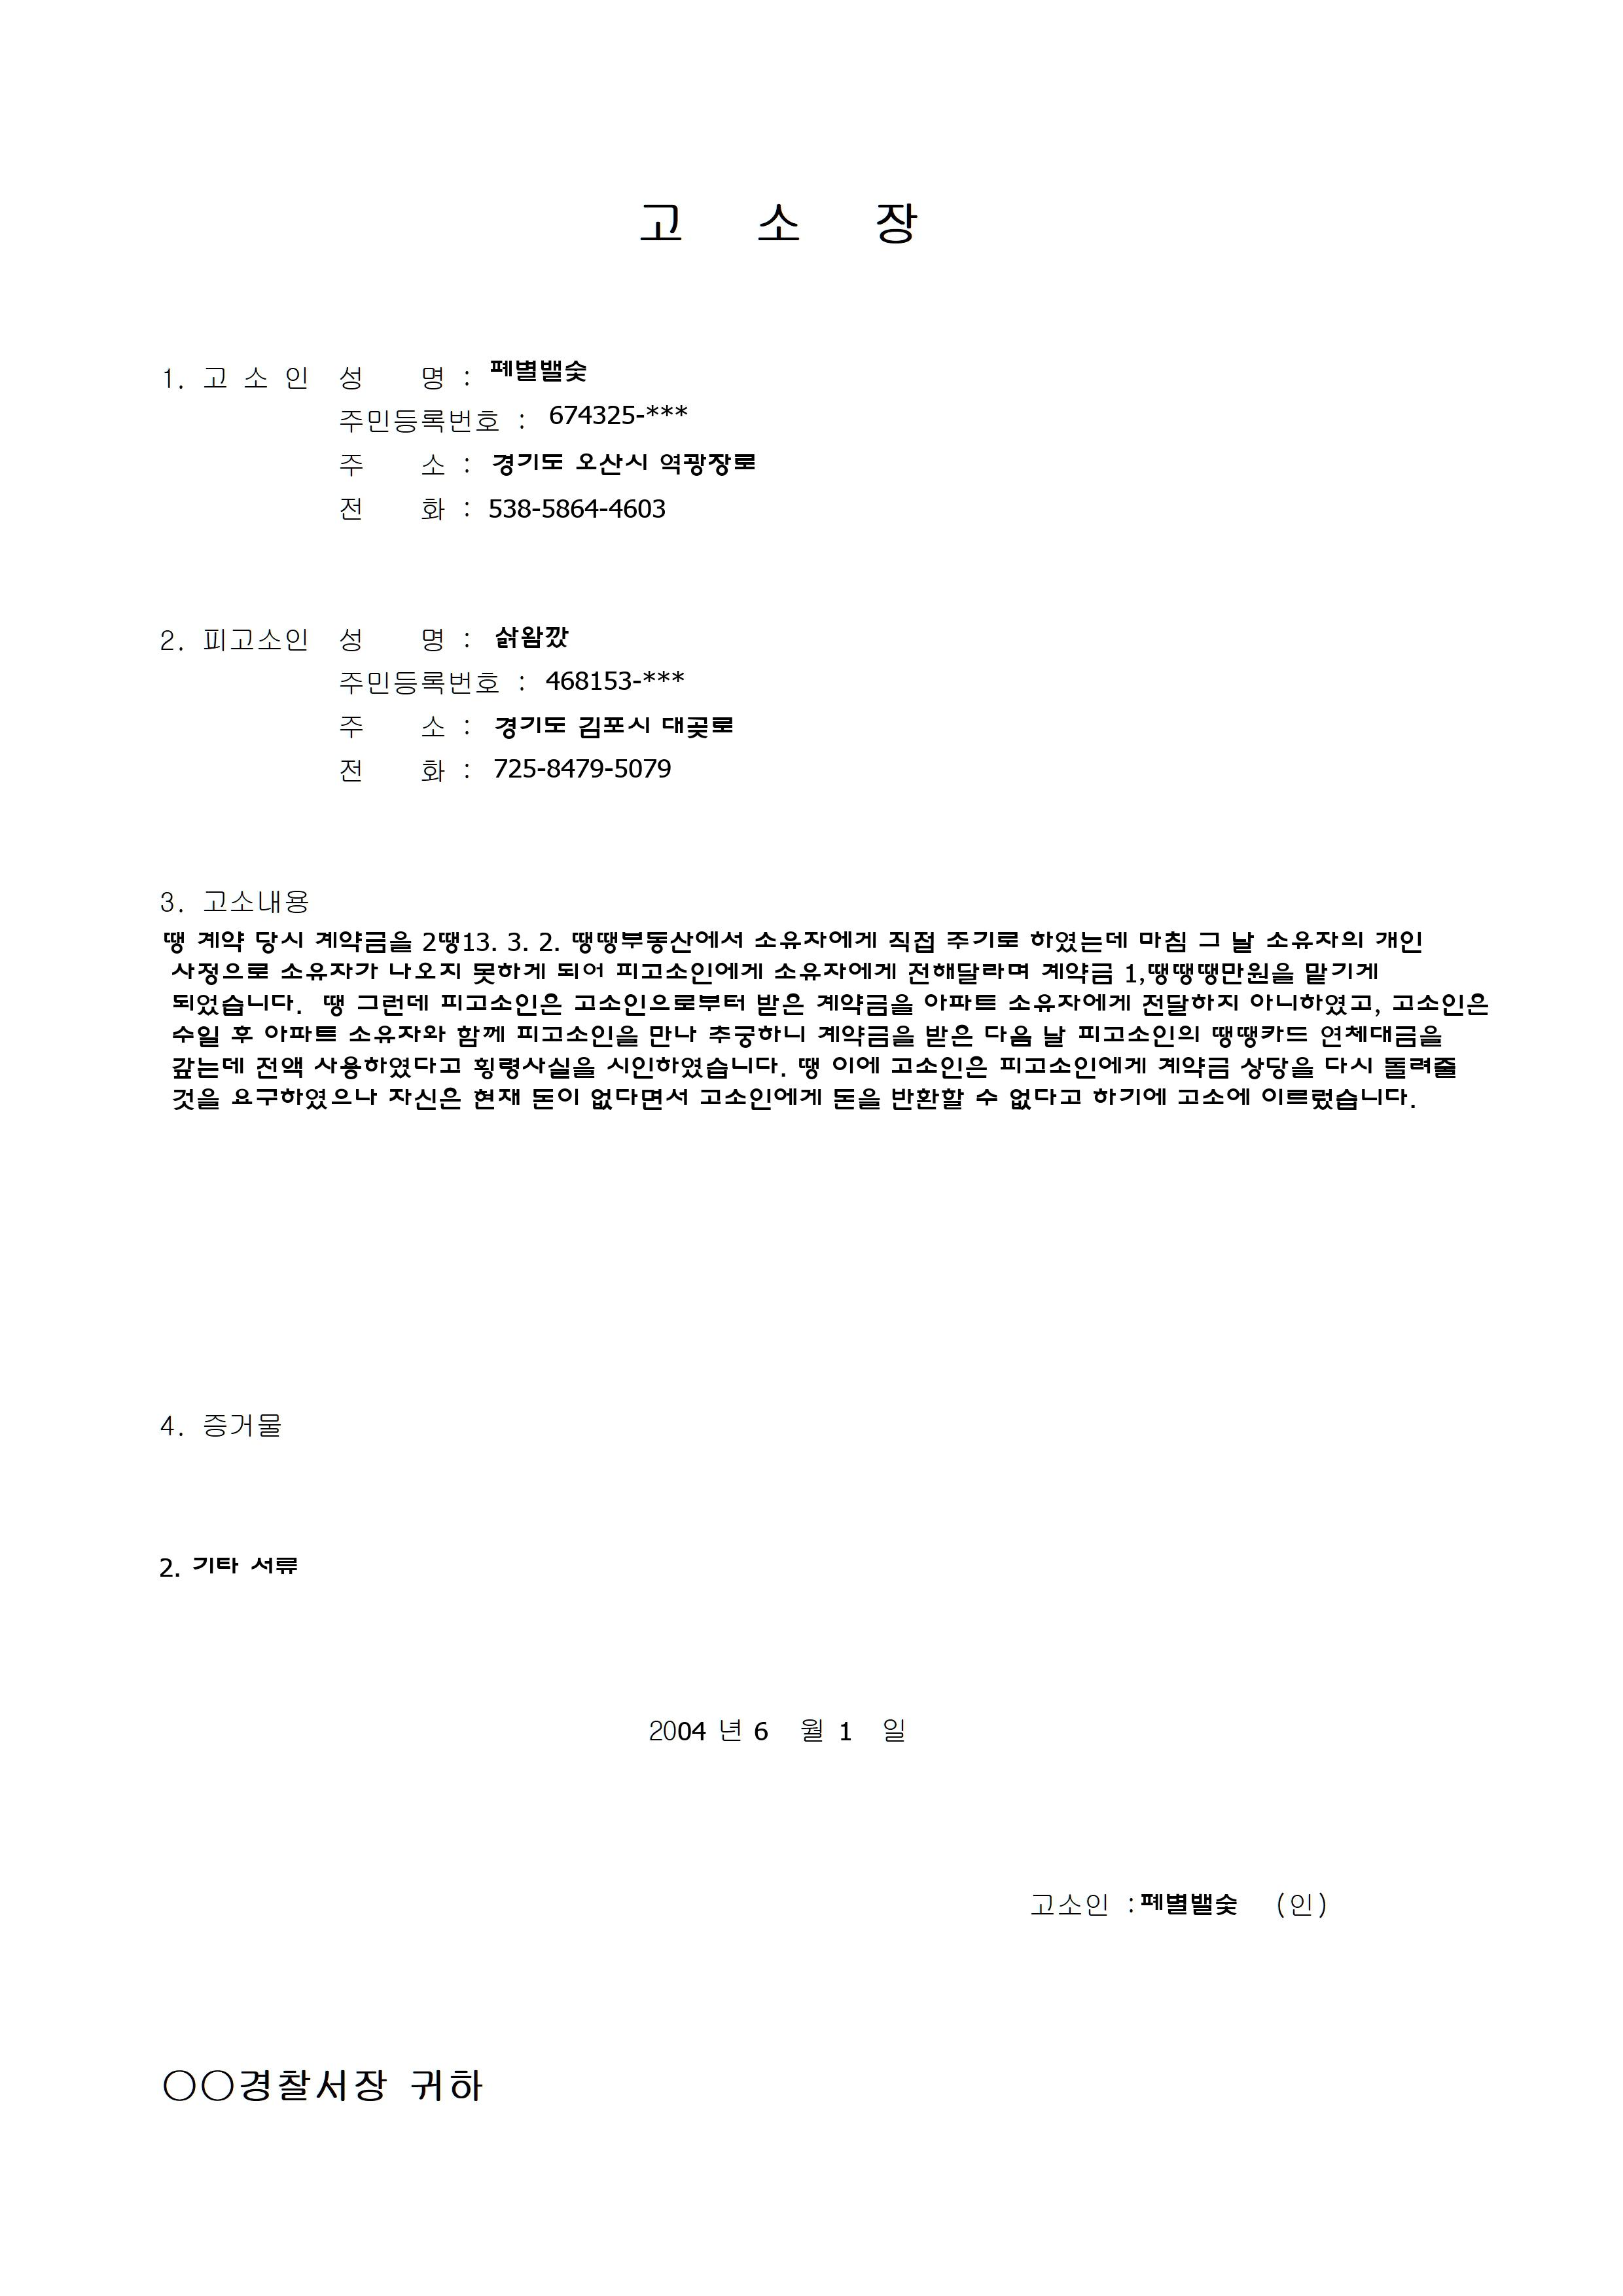 고 소 장
1. 고 소 인 성 명 : 폐별밸숯
주민등록번호 : 674325-***
주 소 : 경기도 오산시 역광장로
전 화 : 538-5864-4603
2. 피고소인 성 명 : 삵왐깠
주민등록번호 : 468153-***
주 소 : 경기도 김포시 대곶로
전 화 : 725-8479-5079
3. 고소내용
땡 계약 당시 계약금을 2땡13. 3. 2. 땡땡부동산에서 소유자에게 직접 주기로 하였는데 마침 그 날 소유자의 개인
사정으로 소유자가 나오지 못하게 되어 피고소인에게 소유자에게 전해달라며 계약금 1,땡땡땡만원을 맡기게
되었습니다. 땡 그런데 피고소인은 고소인으로부터 받은 계약금을 아파트 소유자에게 전달하지 아니하였고, 고소인은
수일 후 아파트 소유자와 함께 피고소인을 만나 추궁하니 계약금을 받은 다음 날 피고소인의 땡땡카드 연체대금을
갚는데 전액 사용하였다고 횡령사실을 시인하였습니다. 땡 이에 고소인은 피고소인에게 계약금 상당을 다시 돌려줄
것을 요구하였으나 자신은 현재 돈이 없다면서 고소인에게 돈을 반환할 수 없다고 하기에 고소에 이르렀습니다.
4. 증거물
2. 기타 서류
2004 년 6 월 1 일
고소인 : 폐별밸숯 (인)
○○경찰서장 귀하